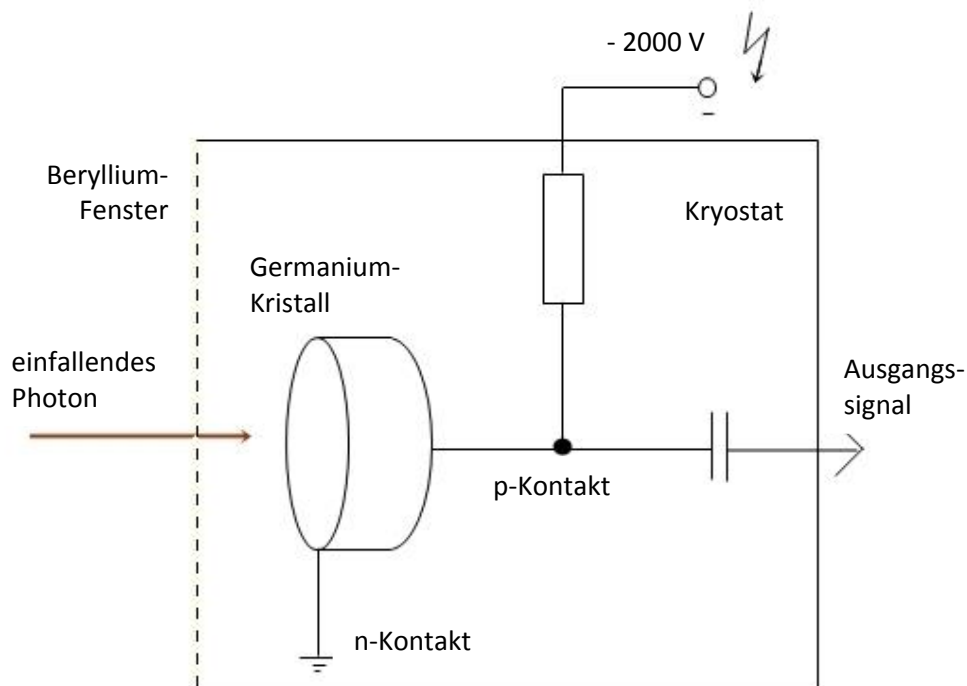 - 2000 V
-
Beryllium-
Fenster
Kryostat
Germanium-
Kristall
einfallendes
Photon
Ausgangs-
signal
p-Kontakt
n-Kontakt